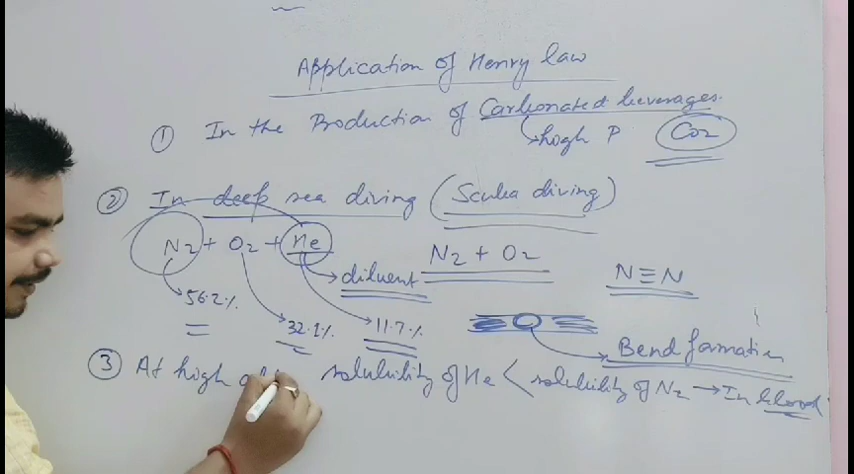 Application of Henry law
① In the Production of Carbonated beverages.
high P CO2
② In deep sea diving (Scuba diving)
N2 + O2 + He
N2 + O2
diluent
N≡N
56.2%
32.1%
11.7%
Bend formation
solubility of He < solubility of N2 → In blood
③ At high